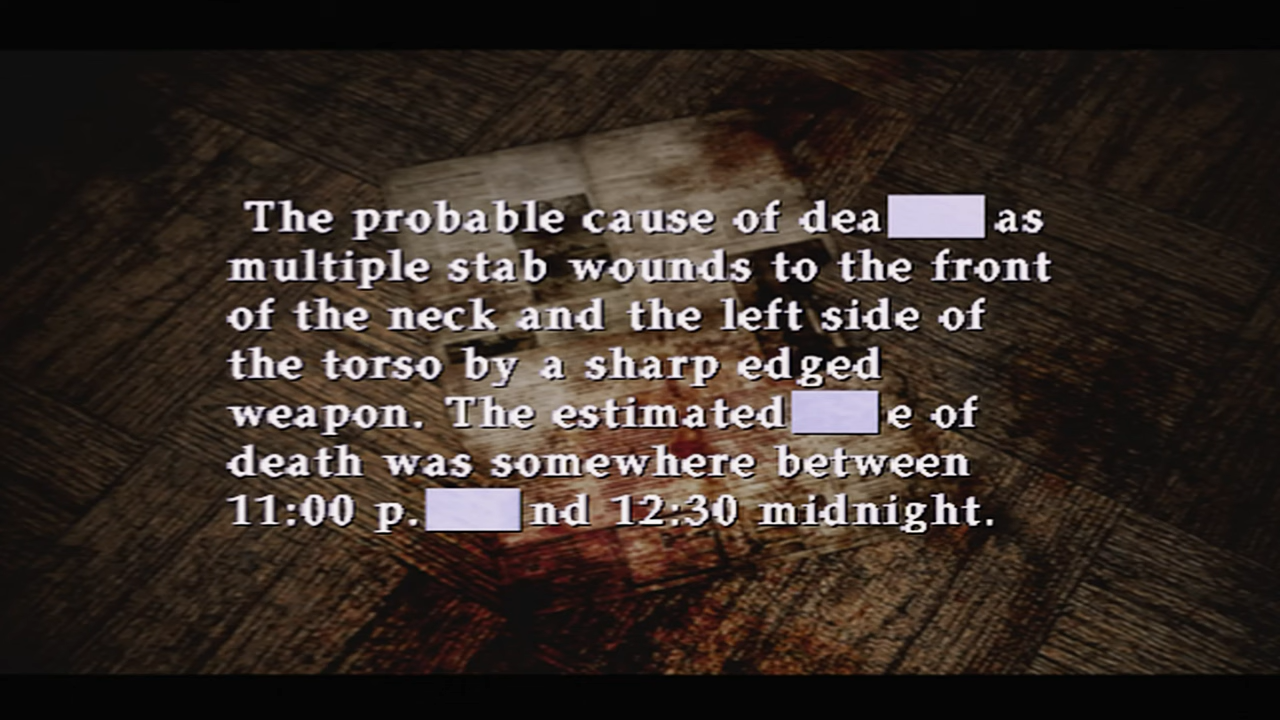 The probable cause of dea as
multiple stab wounds to the front
of the neck and the left side of
the torso by a sharp edged
weapon. The estimated e of
death was somewhere between
11:00 p. nd 12:30 midnight.